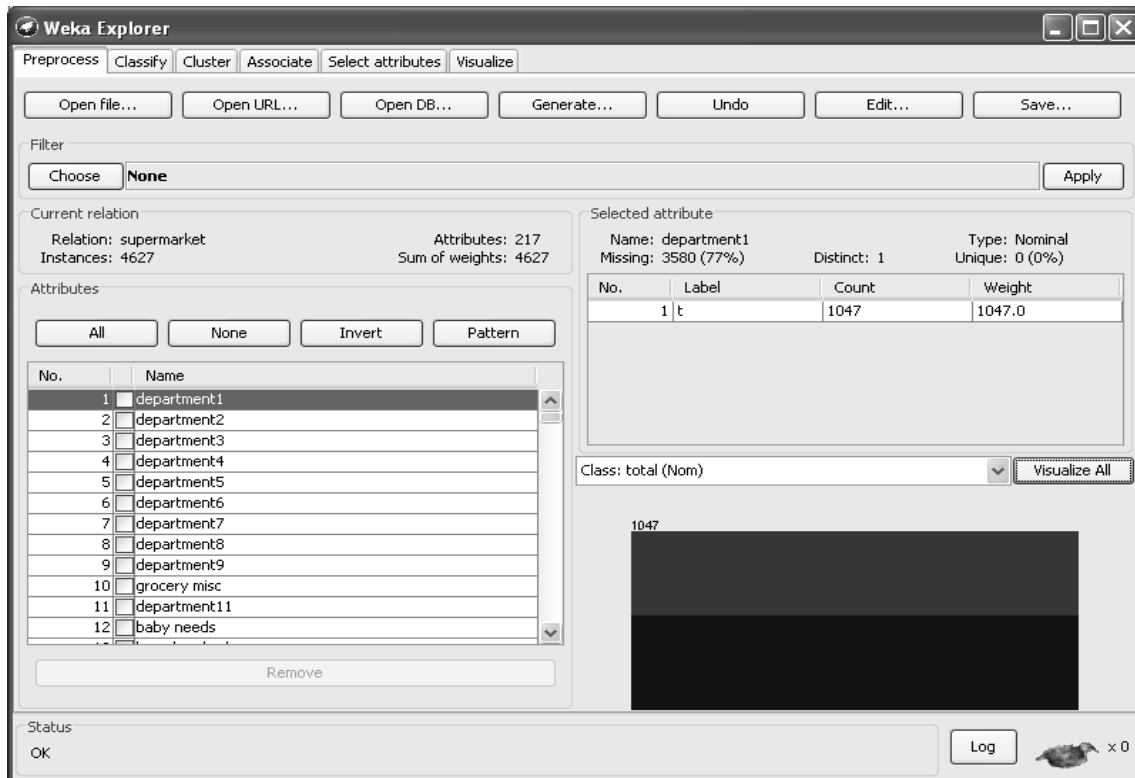 Weka Explorer
Preprocess Classify Cluster Associate Select attributes Visualize
Open file... Open URL... Open DB... Generate... Undo Edit... Save...
Filter
Choose None Apply
Current relation
Relation: supermarket Attributes: 217
Instances: 4627 Sum of weights: 4627
Selected attribute
Name: department1 Type: Nominal
Missing: 3580 (77%) Distinct: 1 Unique: 0 (0%)
No. Label Count Weight
1 t 1047 1047.0
Attributes
All None Invert Pattern
No. Name
1 department1
2 department2
3 department3
4 department4
5 department5
6 department6
7 department7
8 department8
9 department9
10 grocery misc
11 department11
12 baby needs
Remove
Class: total (Nom) Visualize All
1047
Status
OK
Log x 0